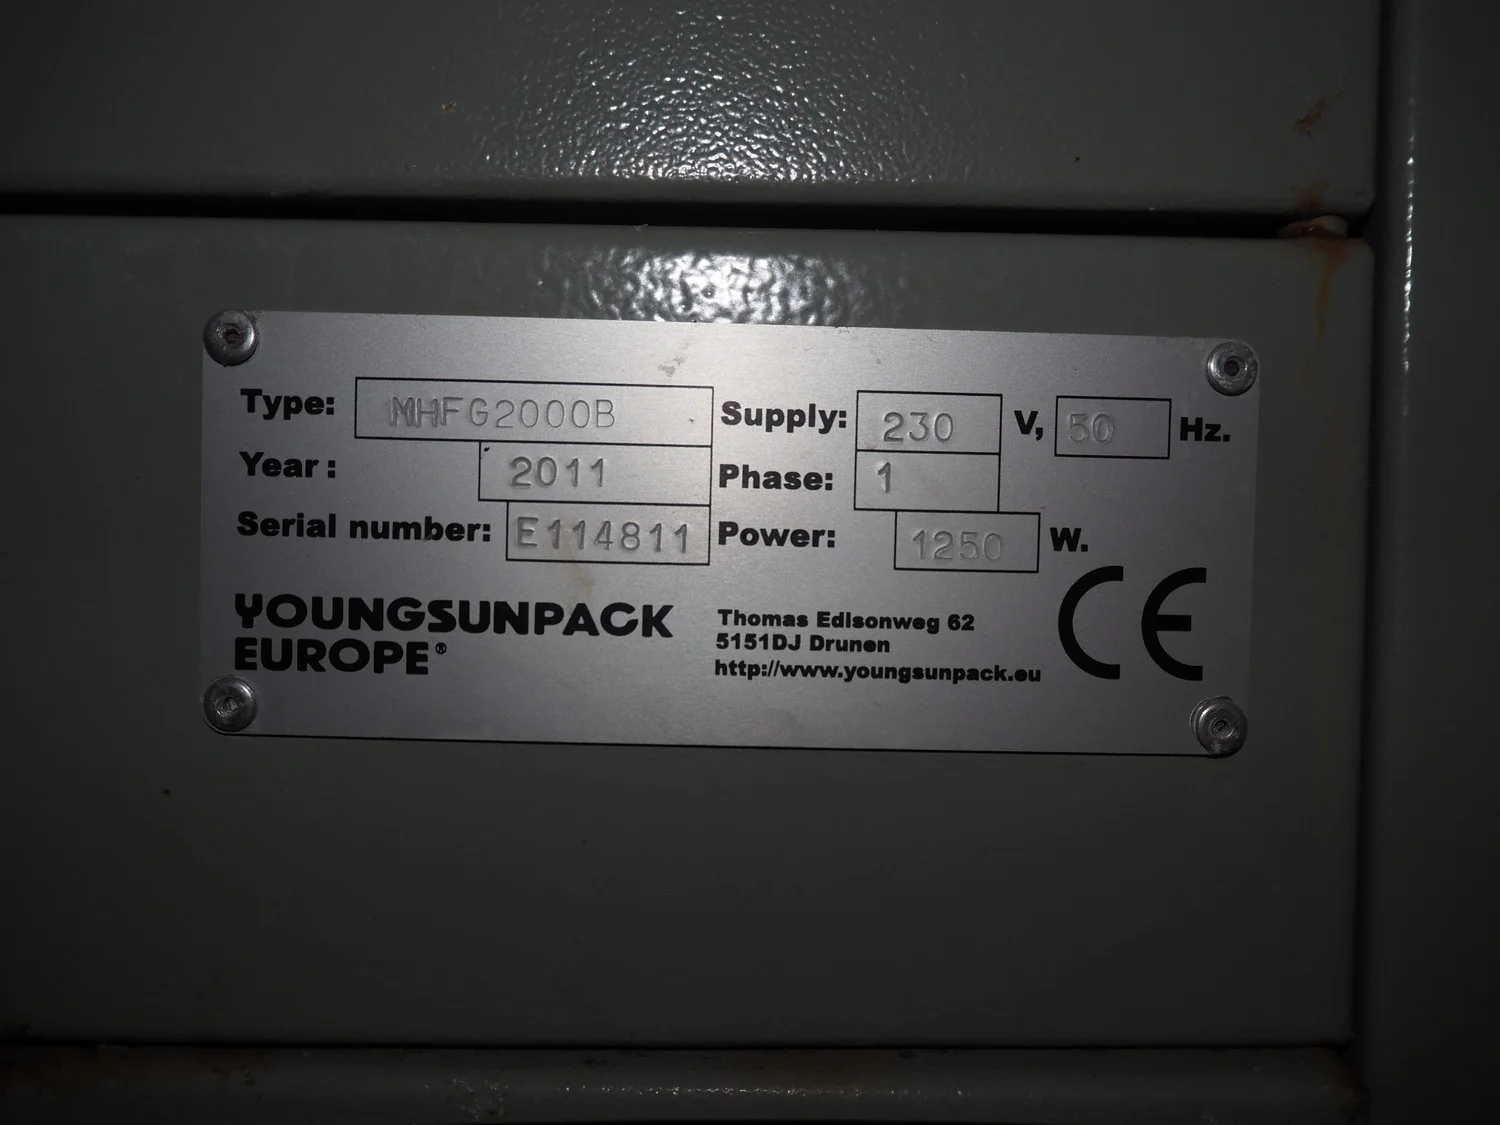 Type: MHFG2000B Supply: 230 V, 50 Hz.
Year: 2011 Phase: 1
Serial number: E114811 Power: 1250 W.
YOUNGSUNPACK
EUROPE®
Thomas Edisonweg 62
5151DJ Drunen
http://www.youngsunpack.eu
CE